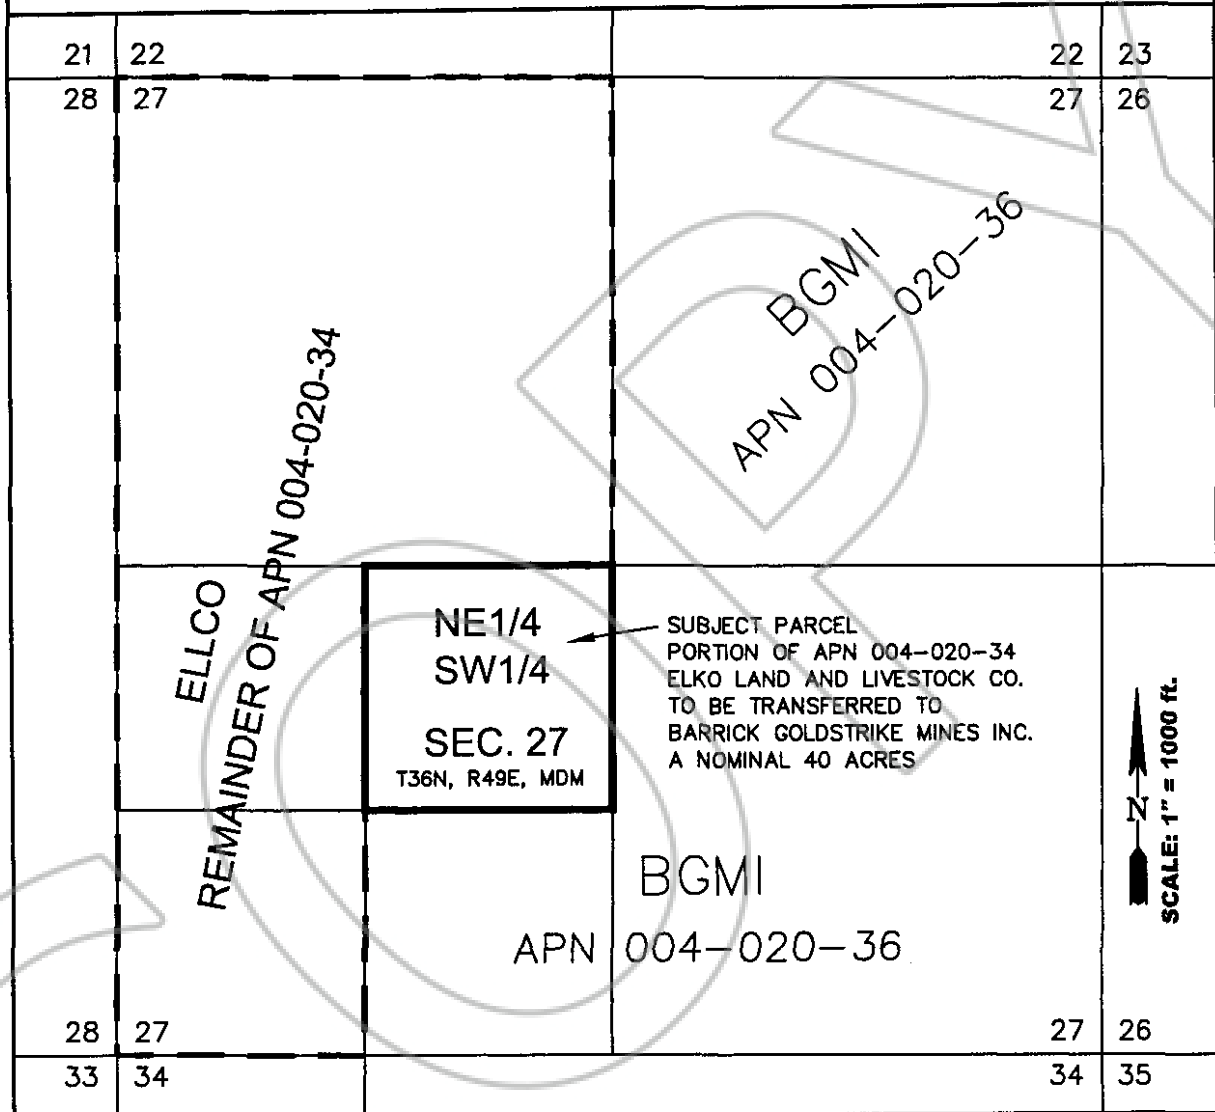 21 22
22 23
28 27
27 26
BGMI
APN 004-020-36
ELLCO
REMAINDER OF APN 004-020-34
NE1/4
SW1/4
SEC. 27
T36N, R49E, MDM
SUBJECT PARCEL
PORTION OF APN 004-020-34
ELKO LAND AND LIVESTOCK CO.
TO BE TRANSFERRED TO
BARRICK GOLDSTRIKE MINES INC.
A NOMINAL 40 ACRES
N
SCALE: 1" = 1000 ft.
BGMI
APN 004-020-36
28 27
27 26
33 34
34 35
COPY